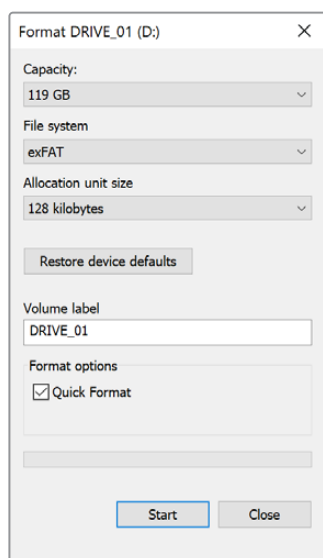 Format DRIVE_01 (D:)
Capacity:
119 GB
File system
exFAT
Allocation unit size
128 kilobytes
Restore device defaults
Volume label
DRIVE_01
Format options
Quick Format
Start Close